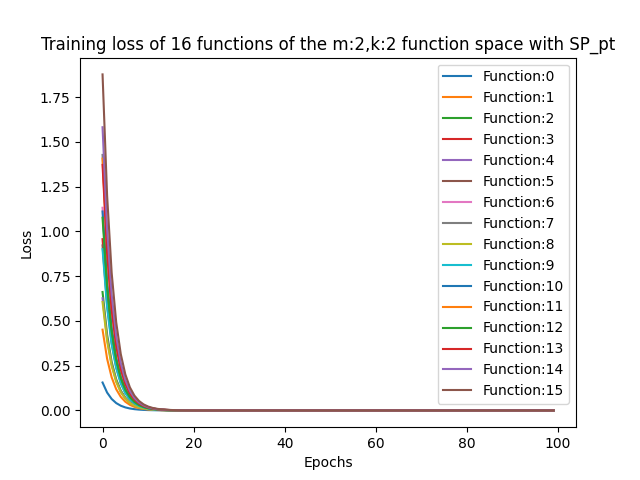 Training loss of 16 functions of the m:2,k:2 function space with SP_pt
Function:0
Function:1
Function:2
Function:3
Function:4
Function:5
Function:6
Function:7
Function:8
Function:9
Function:10
Function:11
Function:12
Function:13
Function:14
Function:15
1.75
1.50
1.25
1.00
0.75
0.50
0.25
0.00
Loss
0 20 40 60 80 100
Epochs